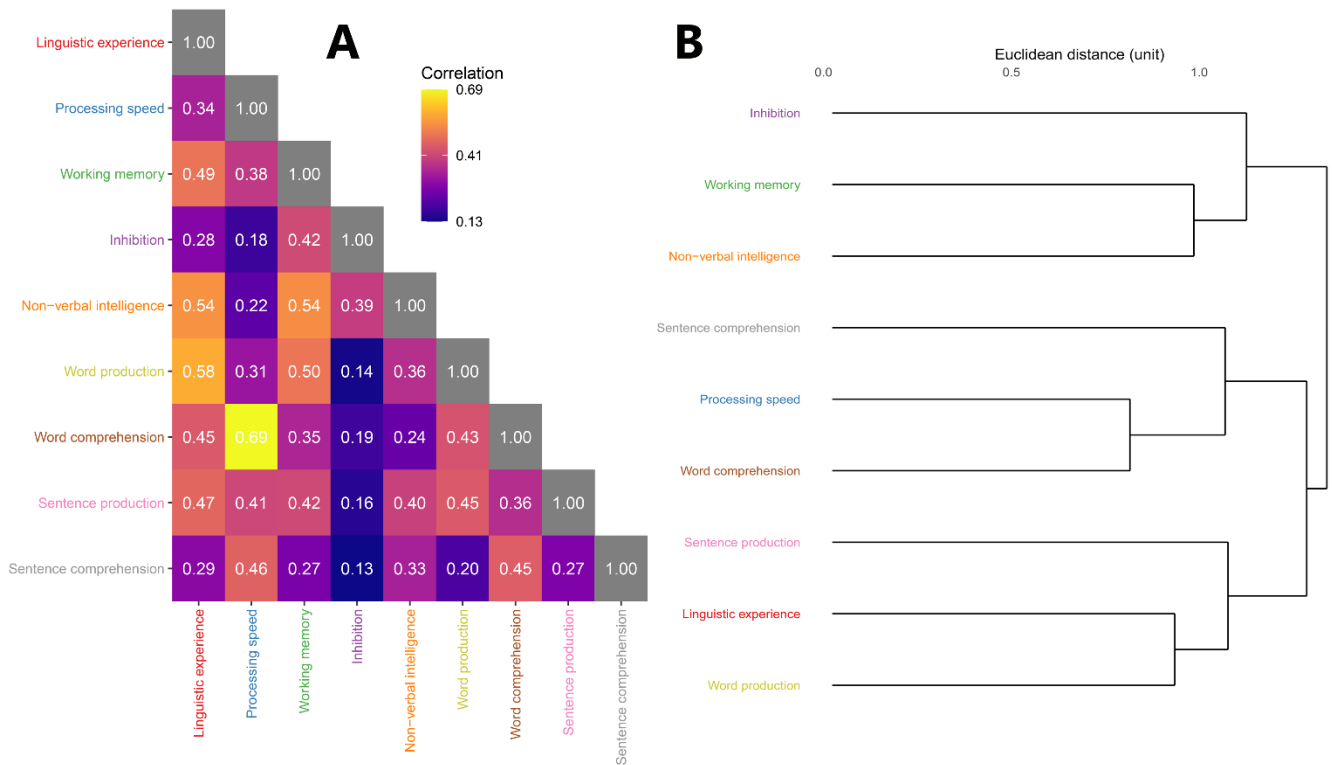 A
Linguistic experience 1.00
Processing speed 0.34 1.00
Working memory 0.49 0.38 1.00
Inhibition 0.28 0.18 0.42 1.00
Non−verbal intelligence 0.54 0.22 0.54 0.39 1.00
Word production 0.58 0.31 0.50 0.14 0.36 1.00
Word comprehension 0.45 0.69 0.35 0.19 0.24 0.43 1.00
Sentence production 0.47 0.41 0.42 0.16 0.40 0.45 0.36 1.00
Sentence comprehension 0.29 0.46 0.27 0.13 0.33 0.20 0.45 0.27 1.00
Linguistic experience
Processing speed
Working memory
Inhibition
Non−verbal intelligence
Word production
Word comprehension
Sentence production
Sentence comprehension
Correlation
0.69
0.41
0.13
B
Euclidean distance (unit)
0.0 0.5 1.0
Inhibition
Working memory
Non−verbal intelligence
Sentence comprehension
Processing speed
Word comprehension
Sentence production
Linguistic experience
Word production